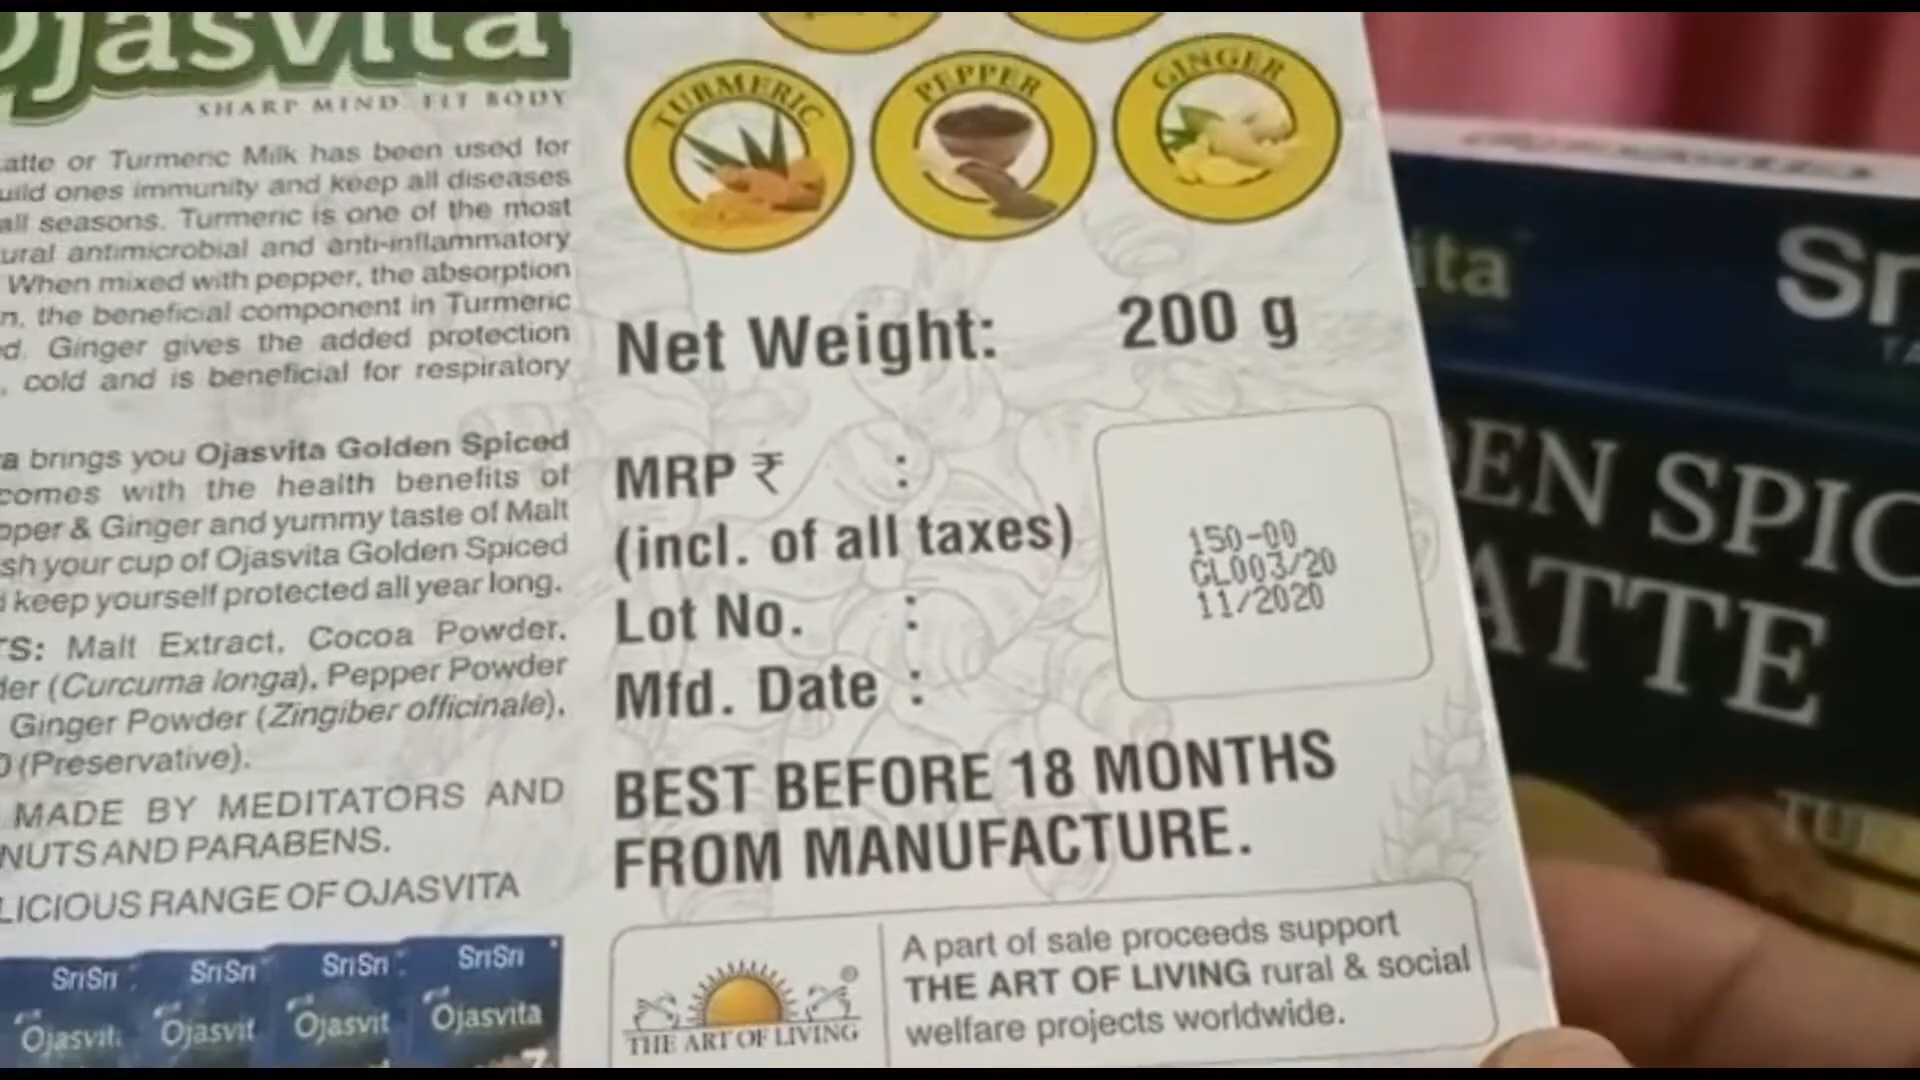 Ojasvita
SHARP MIND FIT BODY
atte or Turmeric Milk has been used for
uild ones immunity and keep all diseases
all seasons. Turmeric is one of the most
ural antimicrobial and anti-inflammatory
When mixed with pepper, the absorption
n, the beneficial component in Turmeric
d. Ginger gives the added protection
, cold and is beneficial for respiratory
a brings you Ojasvita Golden Spiced
comes with the health benefits of
pper & Ginger and yummy taste of Malt
sh your cup of Ojasvita Golden Spiced
d keep yourself protected all year long.
TS: Malt Extract, Cocoa Powder,
der (Curcuma longa), Pepper Powder
Ginger Powder (Zingiber officinale),
(Preservative).
MADE BY MEDITATORS AND
NUTS AND PARABENS.
LICIOUS RANGE OF OJASVITA
SriSri SriSri SriSri SriSri
Ojasvit Ojasvit Ojasvit Ojasvita
TURMERIC
PEPPER
GINGER
Net Weight: 200 g
MRP ₹ :
(incl. of all taxes)
Lot No. :
Mfd. Date :
150-00
CL003/20
11/2020
BEST BEFORE 18 MONTHS
FROM MANUFACTURE.
THE ART OF LIVING
A part of sale proceeds support
THE ART OF LIVING rural & social
welfare projects worldwide.
ita
Sr
TA
EN SPIC
ATTE
TU